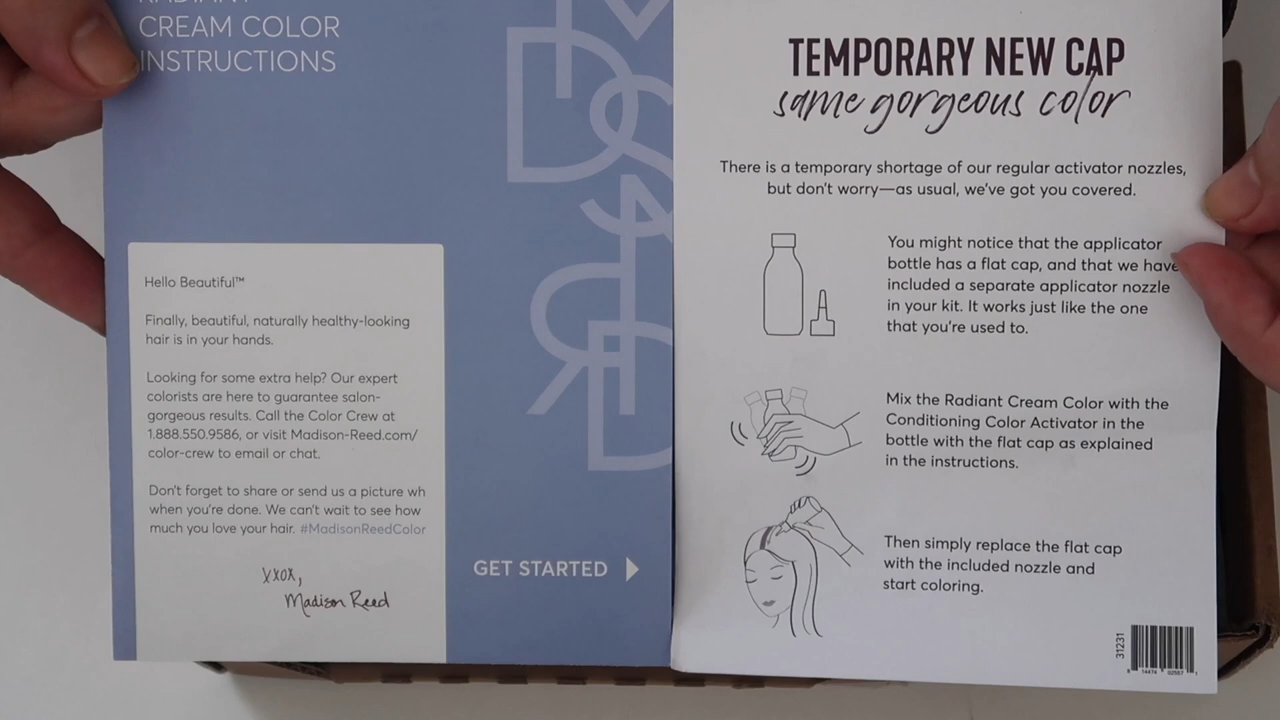 RADIANT
CREAM COLOR
INSTRUCTIONS
Hello Beautiful™
Finally, beautiful, naturally healthy-looking
hair is in your hands.
Looking for some extra help? Our expert
colorists are here to guarantee salon-
gorgeous results. Call the Color Crew at
1.888.550.9586, or visit Madison-Reed.com/
color-crew to email or chat.
Don't forget to share or send us a picture wh
when you're done. We can't wait to see how
much you love your hair. #MadisonReedColor
xxox,
Madison Reed
GET STARTED
TEMPORARY NEW CAP
same gorgeous color
There is a temporary shortage of our regular activator nozzles,
but don't worry—as usual, we've got you covered.
You might notice that the applicator
bottle has a flat cap, and that we have
included a separate applicator nozzle
in your kit. It works just like the one
that you're used to.
Mix the Radiant Cream Color with the
Conditioning Color Activator in the
bottle with the flat cap as explained
in the instructions.
Then simply replace the flat cap
with the included nozzle and
start coloring.
31231